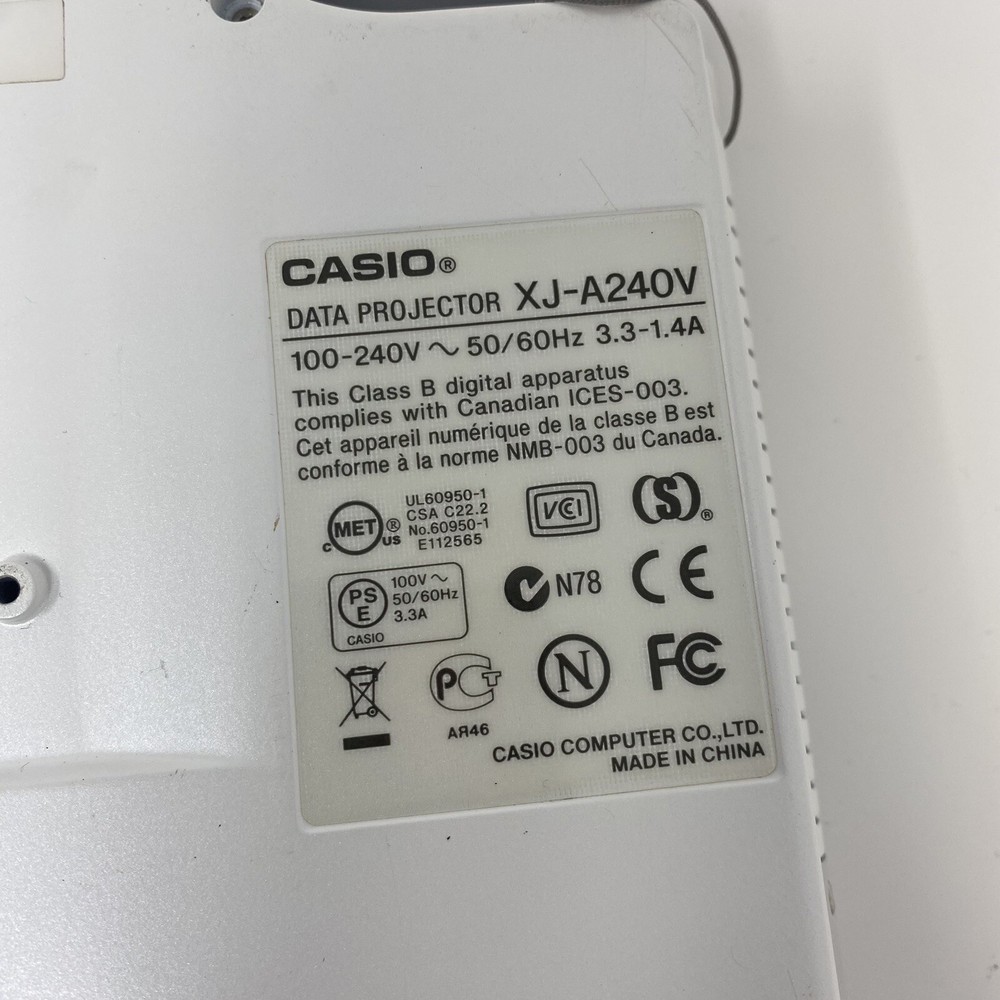 CASIO®
DATA PROJECTOR XJ-A240V
100-240V ~ 50/60Hz 3.3-1.4A
This Class B digital apparatus
complies with Canadian ICES-003.
Cet appareil numérique de la classe B est
conforme à la norme NMB-003 du Canada.
c MET ® US
UL60950-1
CSA C22.2
No.60950-1
E112565
VCI
(S)®
PS
E
100V ~
50/60Hz
3.3A
CASIO
N78
CE
PCT
АЯ46
N
FC
CASIO COMPUTER CO.,LTD.
MADE IN CHINA